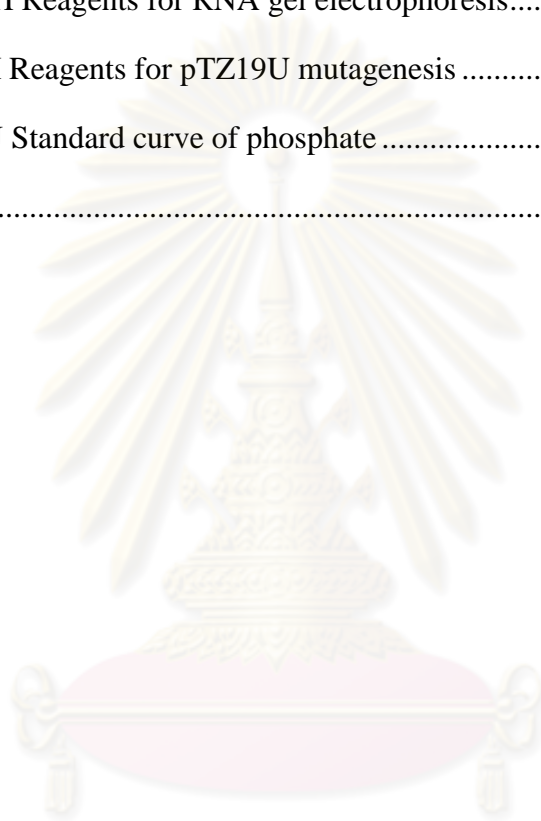 Reagents for RNA gel electrophoresis....
Reagents for pTZ19U mutagenesis ..........
Standard curve of phosphate ..................
................................................................